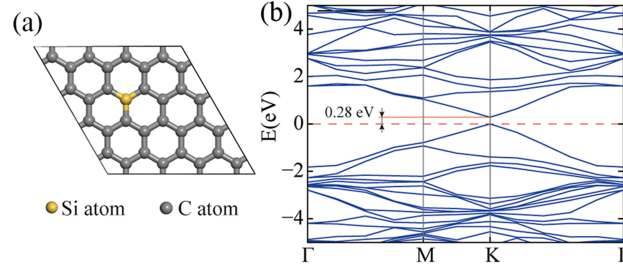 (a)
Si atom
C atom
(b)
E(eV)
4
2
0
−2
−4
0.28 eV
Γ
M
K
Γ